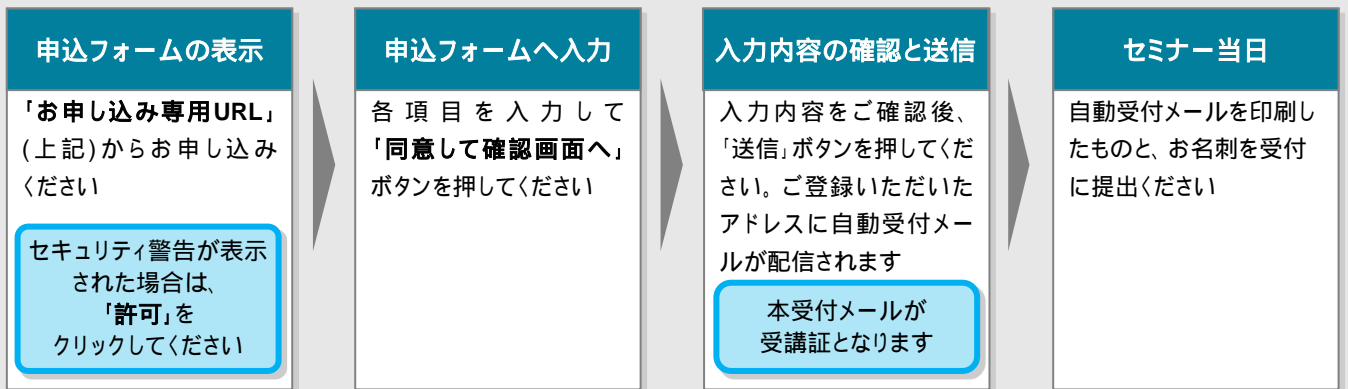 申込フォームの表示
「お申し込み専用URL」
(上記)からお申し込み
ください
セキュリティ警告が表示
された場合は、
「許可」を
クリックしてください
申込フォームへ入力
各項目を入力して
「同意して確認画面へ」
ボタンを押してください
入力内容の確認と送信
入力内容をご確認後、
「送信」ボタンを押してくだ
さい。ご登録いただいた
アドレスに自動受付メー
ルが配信されます
本受付メールが
受講証となります
セミナー当日
自動受付メールを印刷し
たものと、お名刺を受付
に提出ください